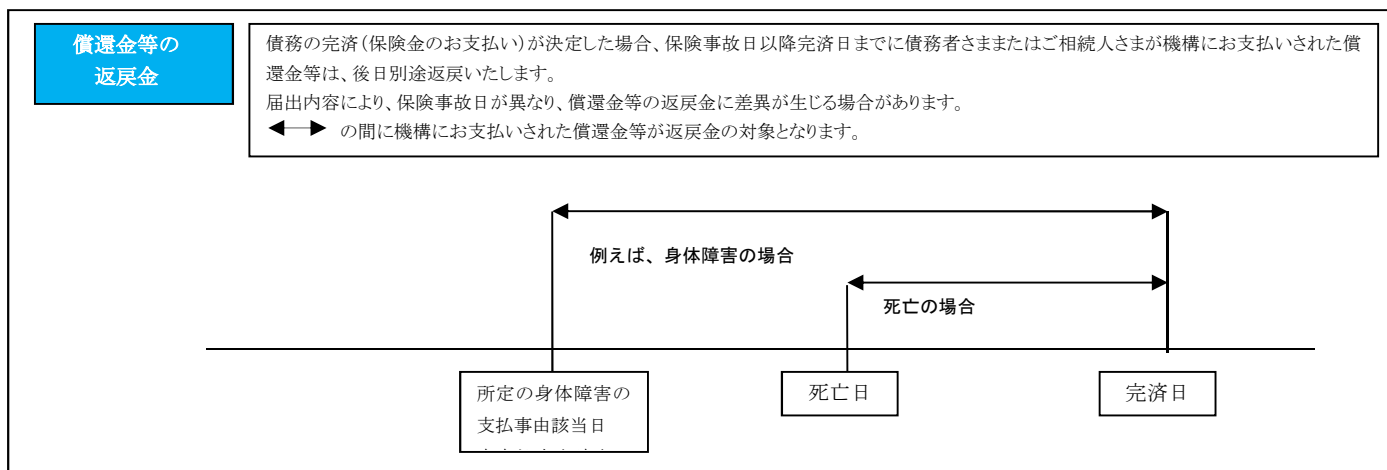 償還金等の
返戻金
債務の完済(保険金のお支払い)が決定した場合、保険事故日以降完済日までに債務者さままたはご相続人さまが機構にお支払いされた償
還金等は、後日別途返戻いたします。
届出内容により、保険事故日が異なり、償還金等の返戻金に差異が生じる場合があります。
の間に機構にお支払いされた償還金等が返戻金の対象となります。
例えば、身体障害の場合
死亡の場合
所定の身体障害の
支払事由該当日
死亡日
完済日